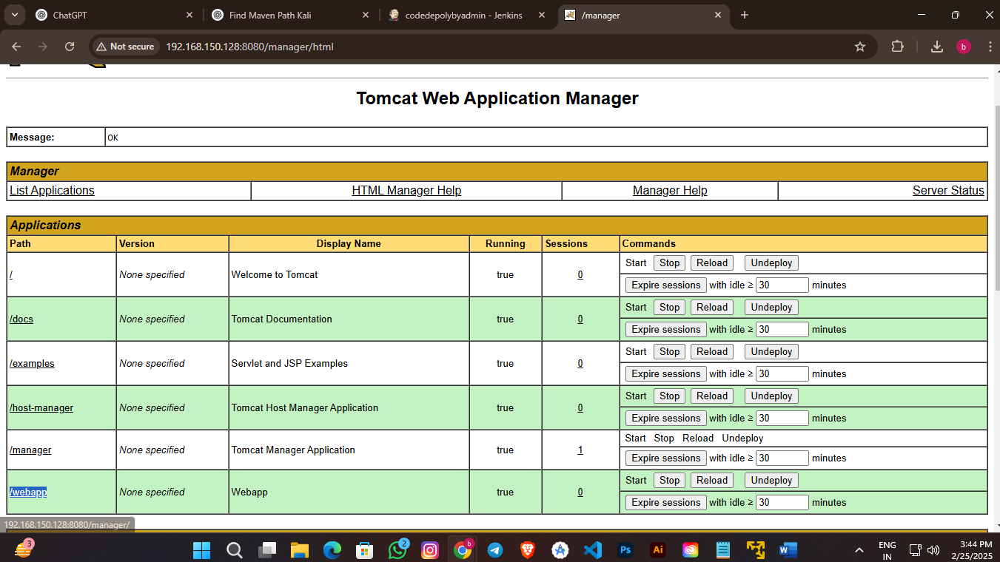 ChatGPT
Find Maven Path Kali
codedepolybyadmin - Jenkins
/manager
Not secure
192.168.150.128:8080/manager/html
b
Tomcat Web Application Manager
Message: OK
Manager
List Applications HTML Manager Help Manager Help Server Status
Applications
Path Version Display Name Running Sessions Commands
/ None specified Welcome to Tomcat true 0 Start Stop Reload Undeploy
Expire sessions with idle ≥ 30 minutes
/docs None specified Tomcat Documentation true 0 Start Stop Reload Undeploy
Expire sessions with idle ≥ 30 minutes
/examples None specified Servlet and JSP Examples true 0 Start Stop Reload Undeploy
Expire sessions with idle ≥ 30 minutes
/host-manager None specified Tomcat Host Manager Application true 0 Start Stop Reload Undeploy
Expire sessions with idle ≥ 30 minutes
/manager None specified Tomcat Manager Application true 1 Start Stop Reload Undeploy
Expire sessions with idle ≥ 30 minutes
/webapp None specified Webapp true 0 Start Stop Reload Undeploy
Expire sessions with idle ≥ 30 minutes
192.168.150.128:8080/manager/
3
2
b
Ps
Ai
W
ENG
IN
3:44 PM
2/25/2025